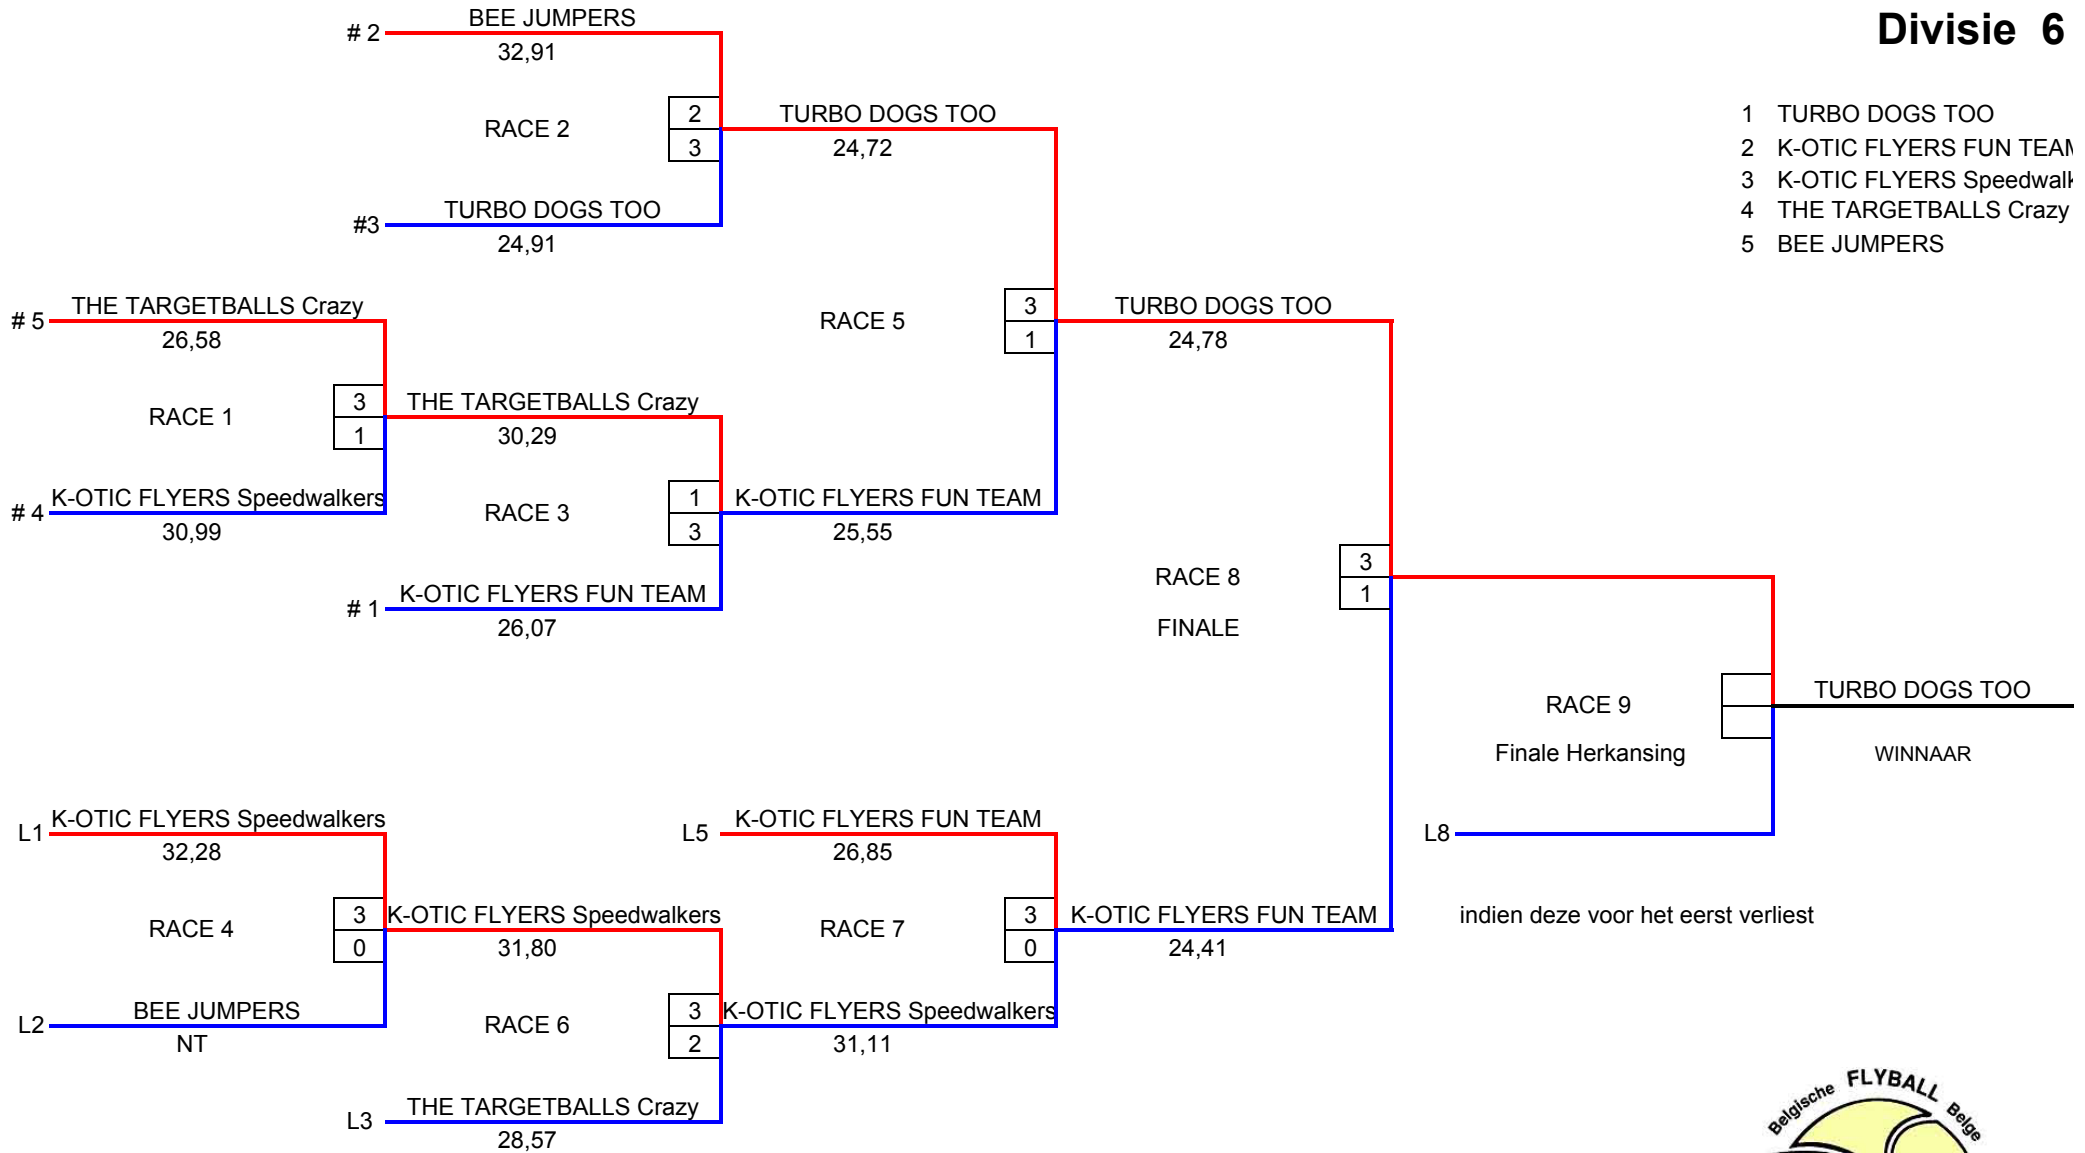 Divisie 6
1 TURBO DOGS TOO
2 K-OTIC FLYERS FUN TEAM
3 K-OTIC FLYERS Speedwalk
4 THE TARGETBALLS Crazy
5 BEE JUMPERS
# 2 BEE JUMPERS
32,91
RACE 2
2
3
TURBO DOGS TOO
24,72
#3 TURBO DOGS TOO
24,91
# 5 THE TARGETBALLS Crazy
26,58
RACE 1
3
1
THE TARGETBALLS Crazy
30,29
# 4 K-OTIC FLYERS Speedwalkers
30,99
RACE 3
1
3
K-OTIC FLYERS FUN TEAM
25,55
# 1 K-OTIC FLYERS FUN TEAM
26,07
RACE 5
3
1
TURBO DOGS TOO
24,78
RACE 8
FINALE
3
1
RACE 9
Finale Herkansing
TURBO DOGS TOO
WINNAAR
L8
indien deze voor het eerst verliest
L1 K-OTIC FLYERS Speedwalkers
32,28
RACE 4
3
0
K-OTIC FLYERS Speedwalkers
31,80
L2 BEE JUMPERS
NT
RACE 6
3
2
K-OTIC FLYERS Speedwalkers
31,11
L3 THE TARGETBALLS Crazy
28,57
L5 K-OTIC FLYERS FUN TEAM
26,85
RACE 7
3
0
K-OTIC FLYERS FUN TEAM
24,41
Belgische FLYBALL Belge